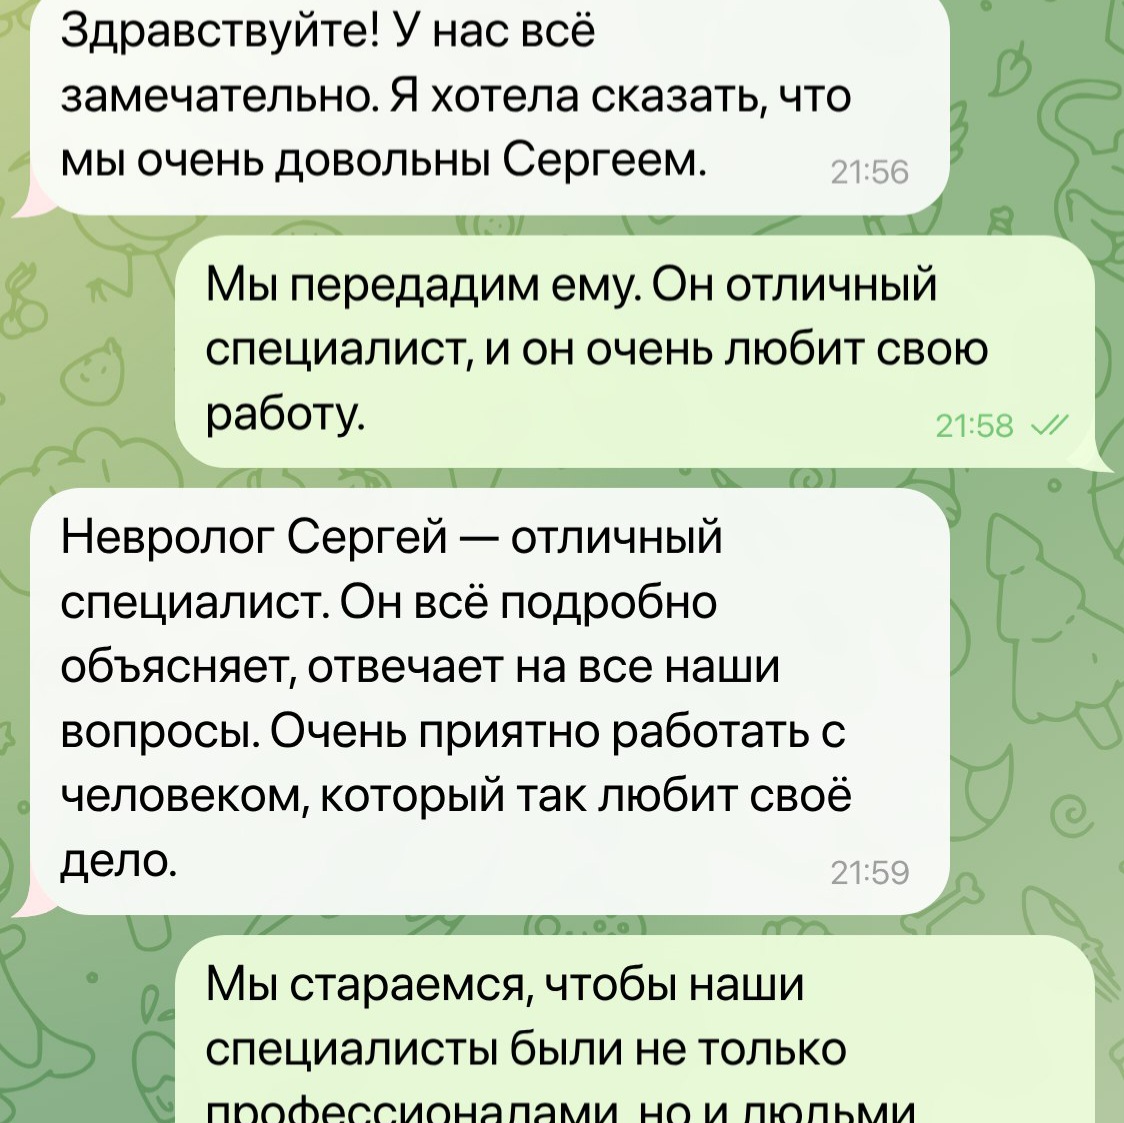 Здравствуйте! У нас всё
замечательно. Я хотела сказать, что
мы очень довольны Сергеем.
21:56
Мы передадим ему. Он отличный
специалист, и он очень любит свою
работу.
21:58
Невролог Сергей — отличный
специалист. Он всё подробно
объясняет, отвечает на все наши
вопросы. Очень приятно работать с
человеком, который так любит своё
дело.
21:59
Мы стараемся, чтобы наши
специалисты были не только
профессионалами, но и людьми